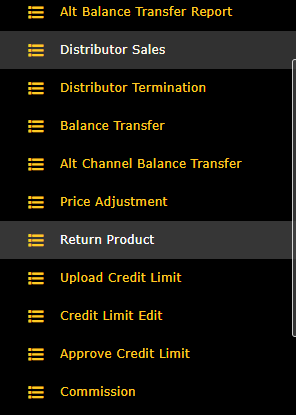 Alt Balance Transfer Report
Distributor Sales
Distributor Termination
Balance Transfer
Alt Channel Balance Transfer
Price Adjustment
Return Product
Upload Credit Limit
Credit Limit Edit
Approve Credit Limit
Commission